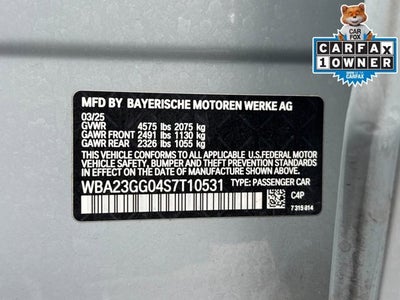 CAR
FOX
CARFAX
1 OWNER
MFD BY BAYERISCHE MOTOREN WERKE AG
03/25
GVWR 4575 lbs 2075 kg
GAWR FRONT 2491 lbs 1130 kg
GAWR REAR 2326 lbs 1055 kg
THIS VEHICLE CONFORMS TO ALL APPLICABLE U.S. FEDERAL
MOTOR VEHICLE SAFETY, BUMPER, AND THEFT PREVENTION STANDARDS
IN EFFECT ON THE DATE OF MANUFACTURE SHOWN ABOVE.
WBA23GG04S7T10531 TYPE: PASSENGER CAR
C4P
7 315 014